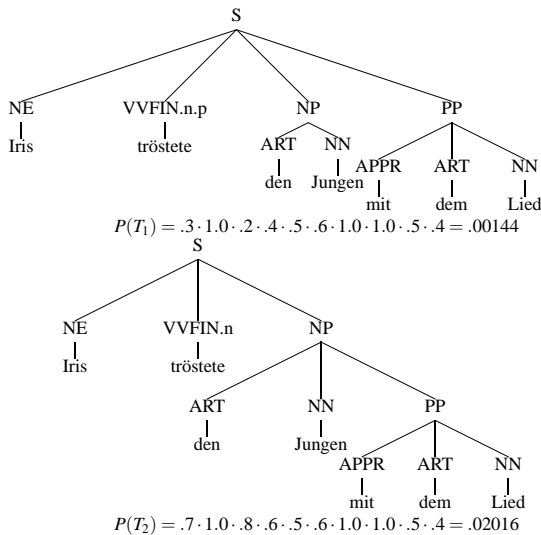 S
NE VVFIN.n.p NP PP
Iris tröstete ART NN APPR ART NN
den Jungen mit dem Lied
P(T₁) = .3 · 1.0 · .2 · .4 · .5 · .6 · 1.0 · 1.0 · .5 · .4 = .00144
S
NE VVFIN.n NP
Iris tröstete ART NN PP
den Jungen APPR ART NN
mit dem Lied
P(T₂) = .7 · 1.0 · .8 · .6 · .5 · .6 · 1.0 · 1.0 · .5 · .4 = .02016